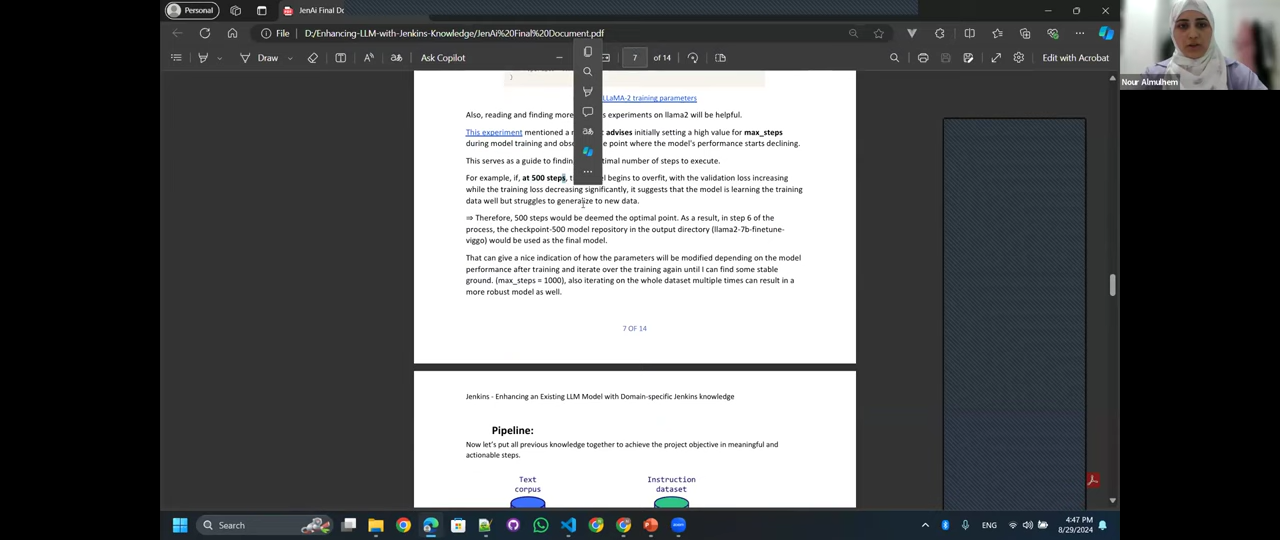 Personal
JenAi Final Do
File
D:/Enhancing-LLM-with-Jenkins-Knowledge/JenAi%20Final%20Document.pdf
Draw
Ask Copilot
7
of 14
Edit with Acrobat
Nour Almulhem
LLaMA-2 training parameters
Also, reading and finding more s experiments on llama2 will be helpful.
This experiment mentioned a advises initially setting a high value for max_steps
during model training and obse e point where the model's performance starts declining.
This serves as a guide to findin timal number of steps to execute.
For example, if, at 500 steps, t el begins to overfit, with the validation loss increasing
while the training loss decreasing significantly, it suggests that the model is learning the training
data well but struggles to generalize to new data.
⇒ Therefore, 500 steps would be deemed the optimal point. As a result, in step 6 of the
process, the checkpoint-500 model repository in the output directory (llama2-7b-finetune-
viggo) would be used as the final model.
That can give a nice indication of how the parameters will be modified depending on the model
performance after training and iterate over the training again until I can find some stable
ground. (max_steps = 1000), also iterating on the whole dataset multiple times can result in a
more robust model as well.
7 OF 14
Jenkins - Enhancing an Existing LLM Model with Domain-specific Jenkins knowledge
Pipeline:
Now let's put all previous knowledge together to achieve the project objective in meaningful and
actionable steps.
Text
corpus
Instruction
dataset
Search
ENG
4:47 PM
8/29/2024